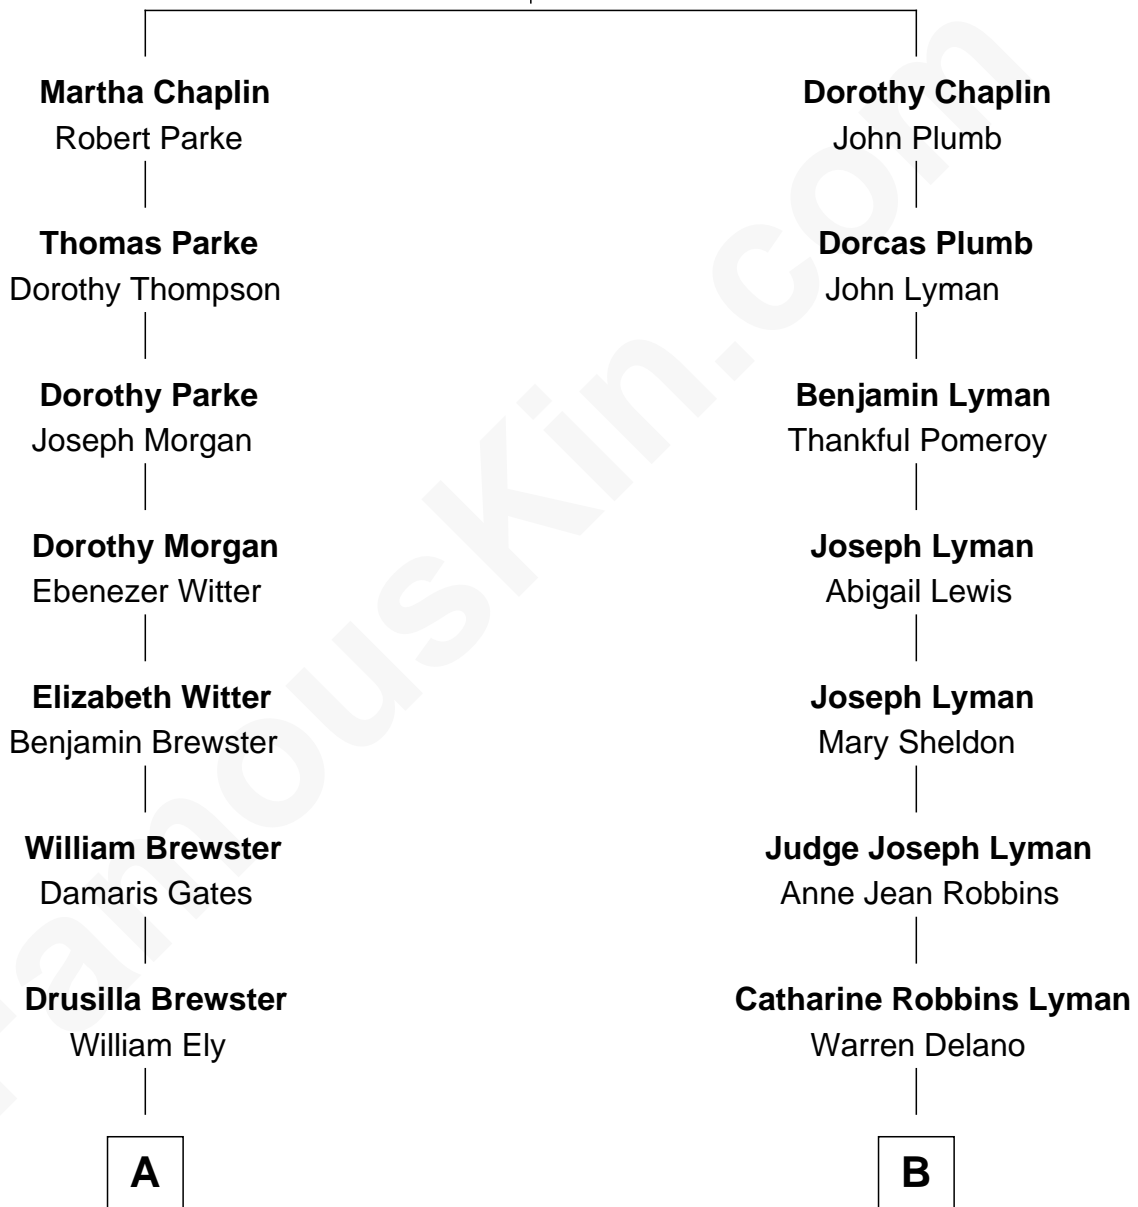 Martha Chaplin
Robert Parke
Thomas Parke
Dorothy Thompson
Dorothy Parke
Joseph Morgan
Dorothy Morgan
Ebenezer Witter
Elizabeth Witter
Benjamin Brewster
William Brewster
Damaris Gates
Drusilla Brewster
William Ely
A
Dorothy Chaplin
John Plumb
Dorcas Plumb
John Lyman
Benjamin Lyman
Thankful Pomeroy
Joseph Lyman
Abigail Lewis
Joseph Lyman
Mary Sheldon
Judge Joseph Lyman
Anne Jean Robbins
Catharine Robbins Lyman
Warren Delano
B
FamousKin.com